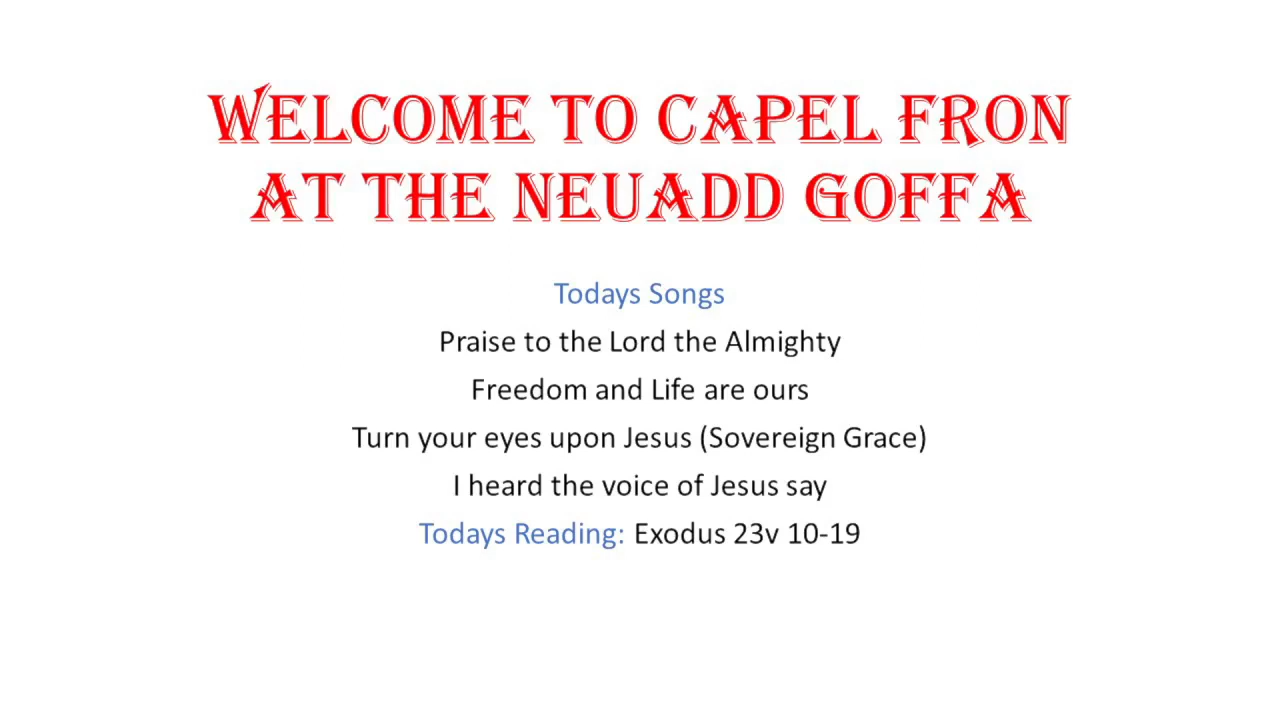 WELCOME TO CAPEL FRON
AT THE NEUADD GOFFA
Todays Songs
Praise to the Lord the Almighty
Freedom and Life are ours
Turn your eyes upon Jesus (Sovereign Grace)
I heard the voice of Jesus say
Todays Reading: Exodus 23v 10-19